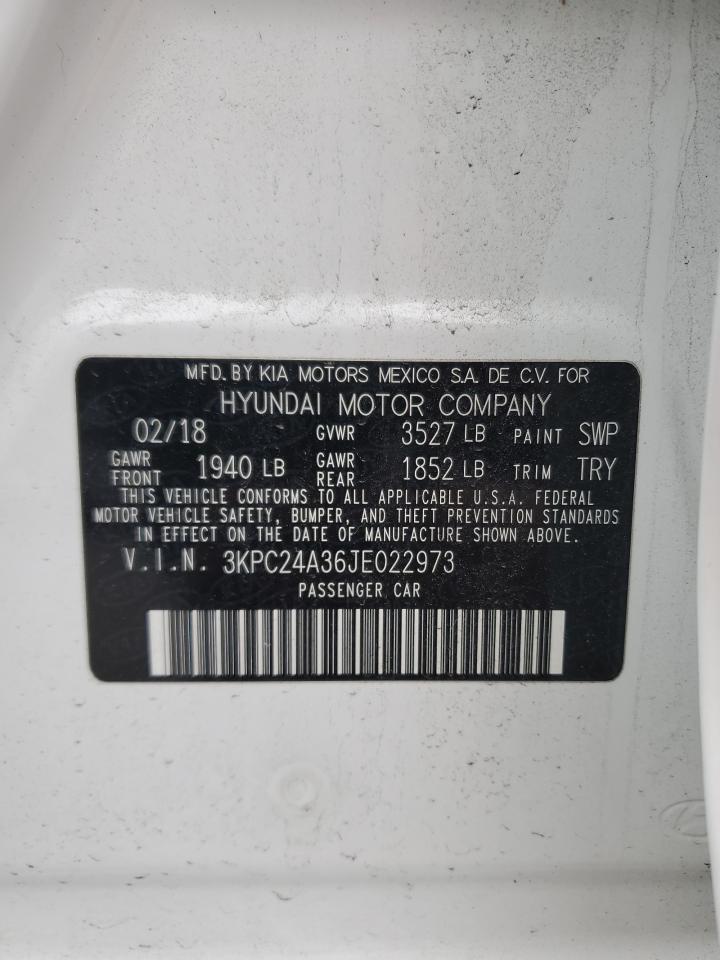 MFD. BY KIA MOTORS MEXICO S.A. DE C.V. FOR
HYUNDAI MOTOR COMPANY
02/18 GVWR 3527 LB PAINT SWP
GAWR FRONT 1940 LB GAWR REAR 1852 LB TRIM TRY
THIS VEHICLE CONFORMS TO ALL APPLICABLE U.S.A. FEDERAL
MOTOR VEHICLE SAFETY, BUMPER, AND THEFT PREVENTION STANDARDS
IN EFFECT ON THE DATE OF MANUFACTURE SHOWN ABOVE.
V.I.N. 3KPC24A36JE022973
PASSENGER CAR